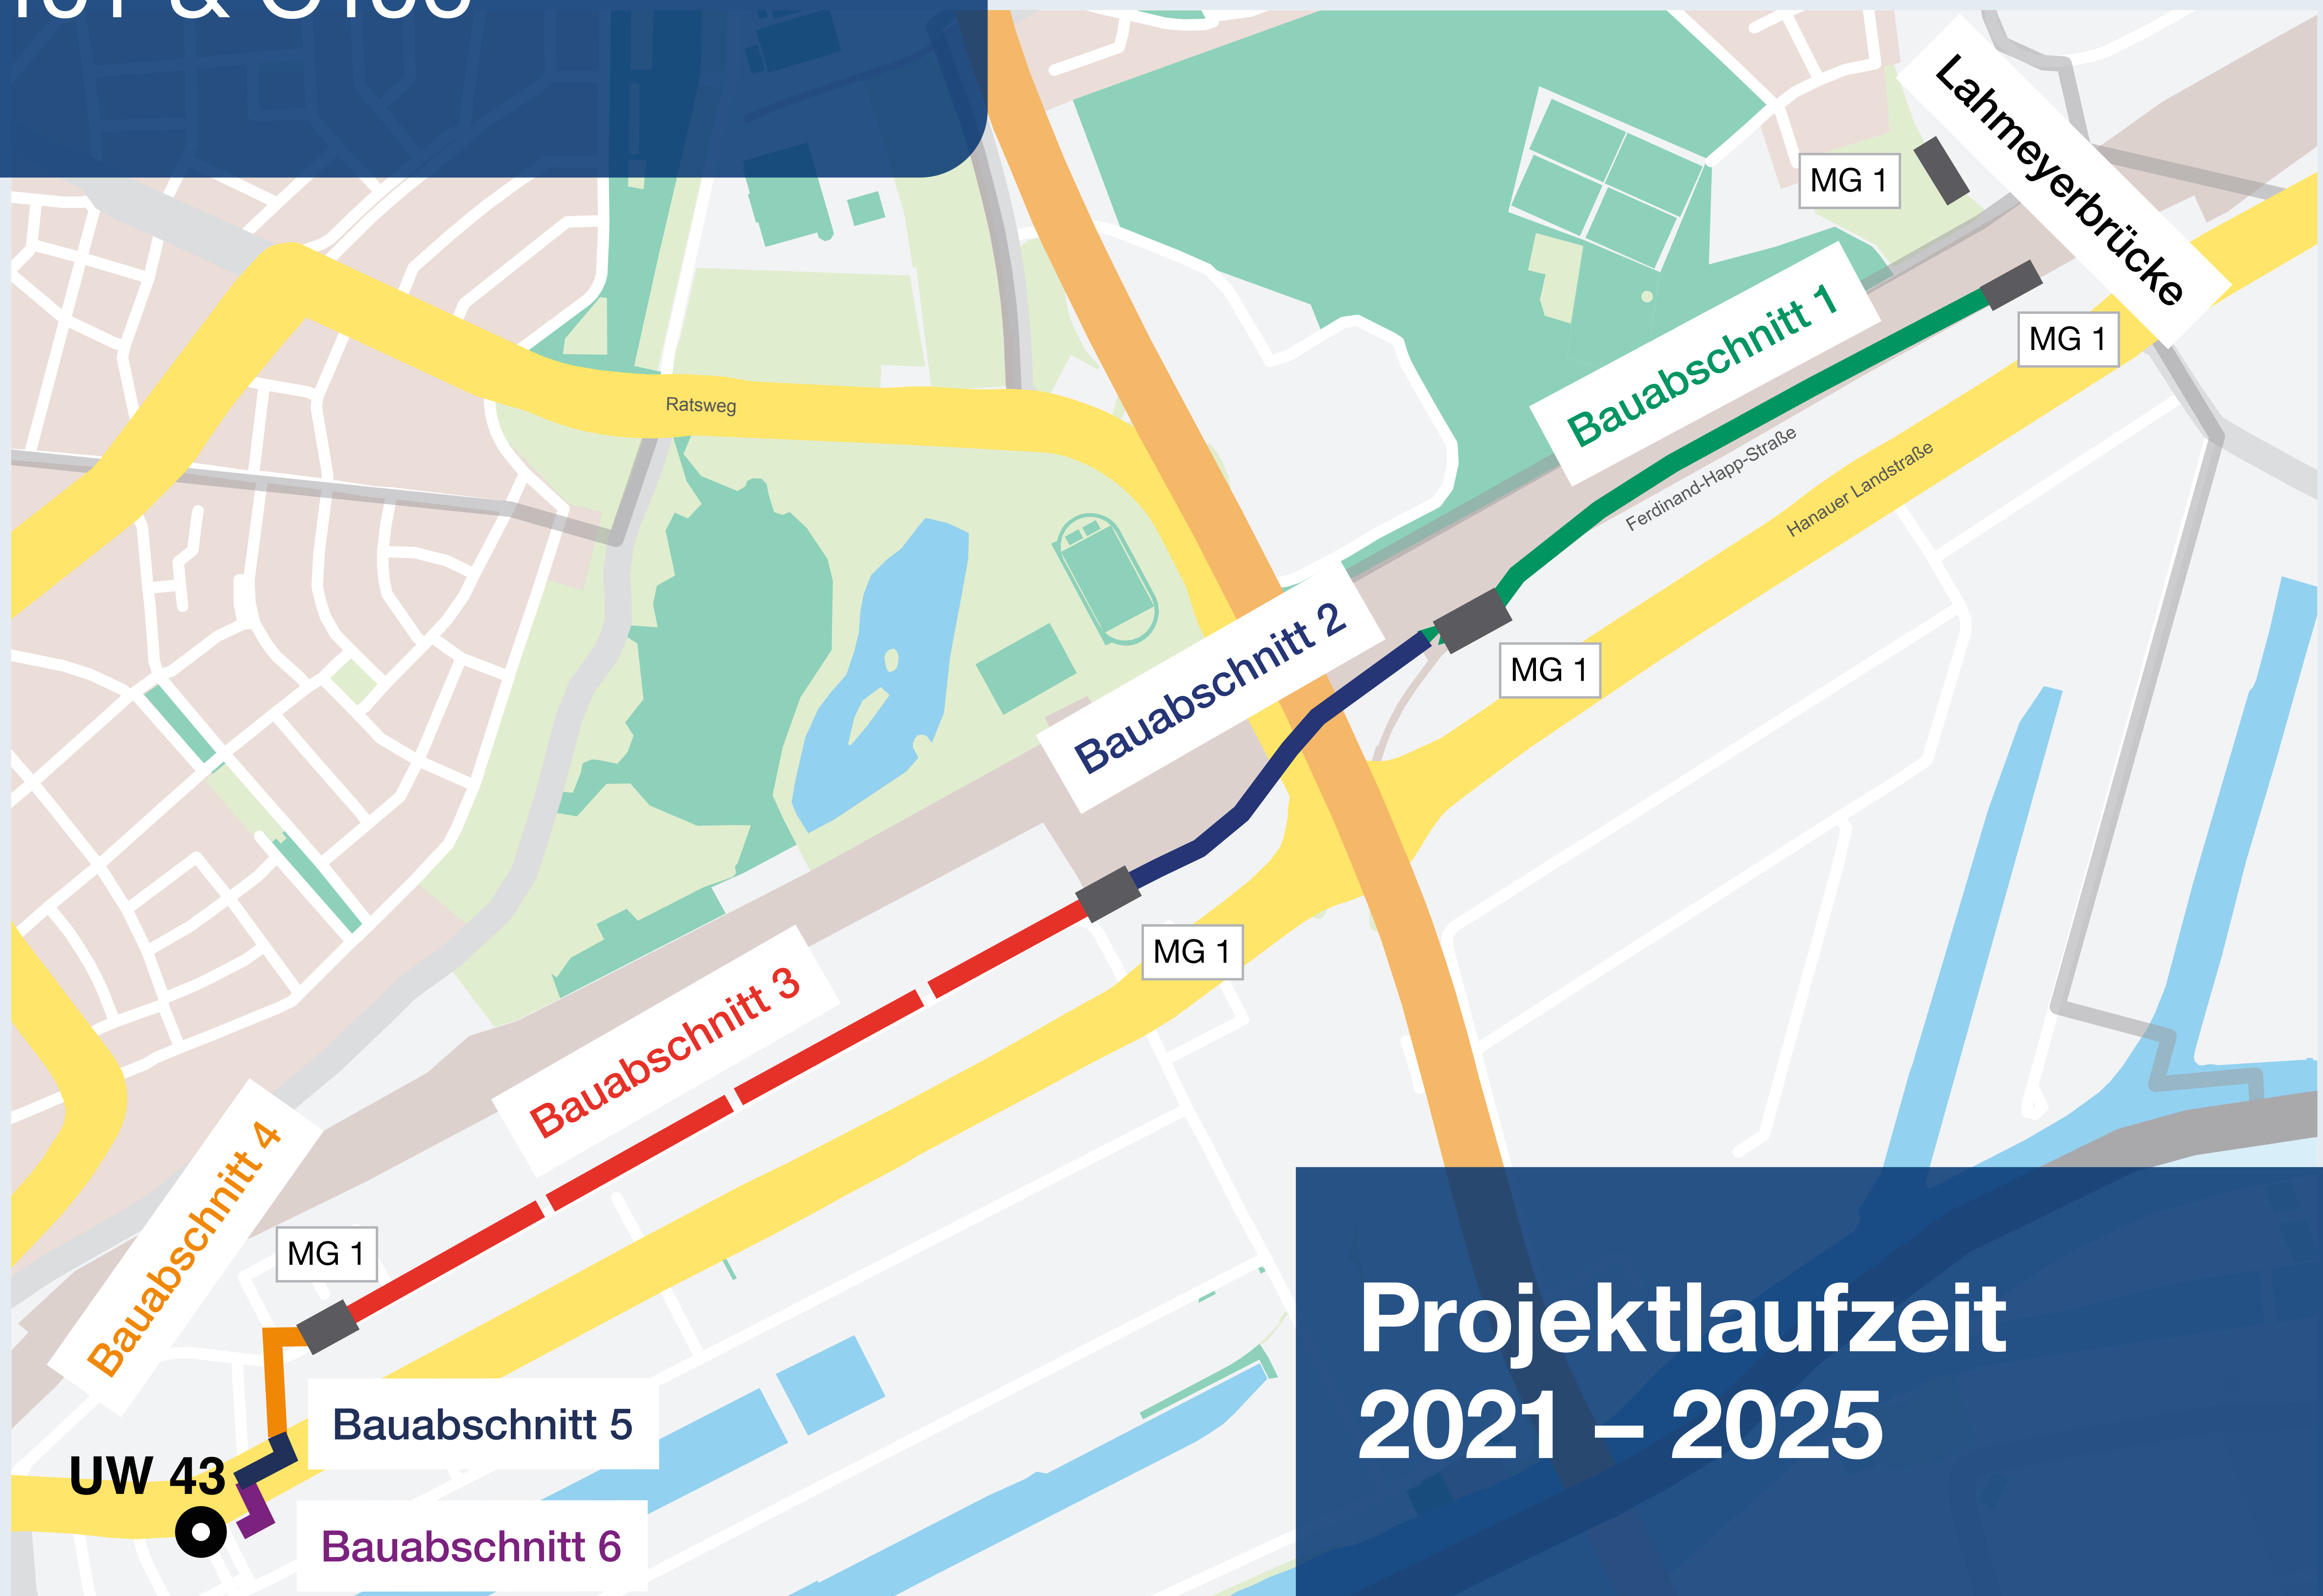 Lahmeyerbrücke
MG 1
Bauabschnitt 1
MG 1
Ratsweg
Ferdinand-Happ-Straße
Hanauer Landstraße
Bauabschnitt 2
MG 1
MG 1
Bauabschnitt 3
Bauabschnitt 4
MG 1
Bauabschnitt 5
UW 43
Bauabschnitt 6
Projektlaufzeit
2021 – 2025